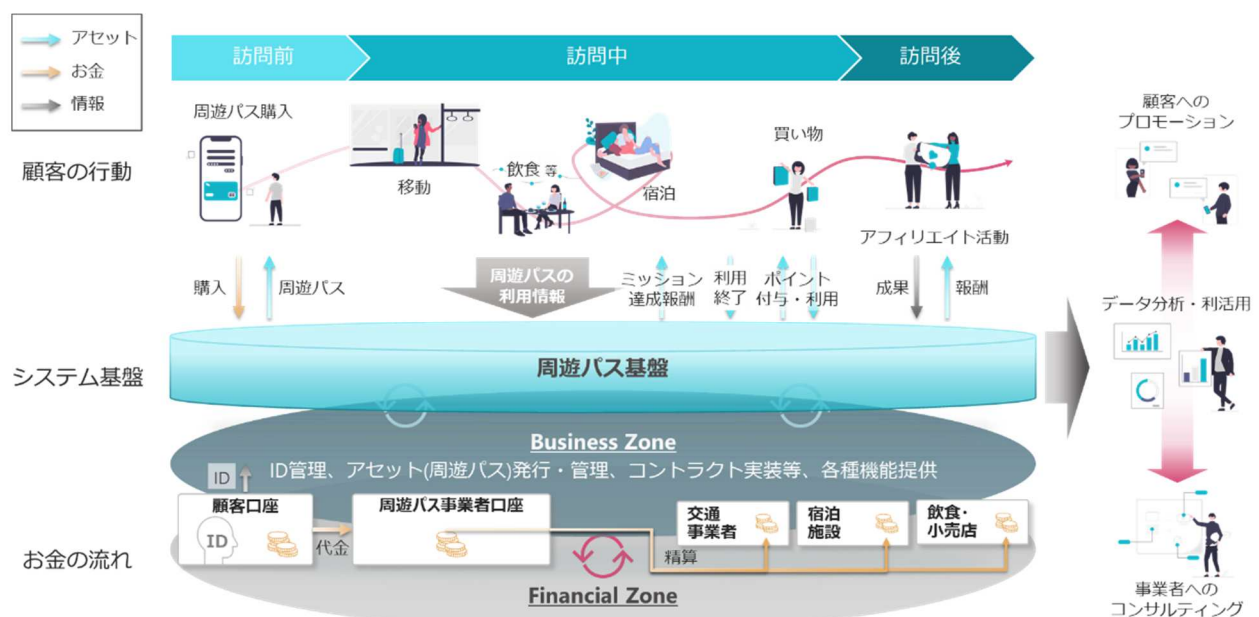 アセット
お金
情報
訪問前
訪問中
訪問後
顧客の行動
周遊パス購入
移動
飲食 等
宿泊
買い物
アフィリエイト活動
購入
周遊パス
周遊パスの
利用情報
ミッション
達成報酬
利用
終了
ポイント
付与・利用
成果
報酬
システム基盤
周遊パス基盤
Business Zone
ID管理、アセット(周遊パス)発行・管理、コントラクト実装等、各種機能提供
ID
お金の流れ
顧客口座
ID
代金
周遊パス事業者口座
精算
交通
事業者
宿泊
施設
飲食・
小売店
Financial Zone
顧客への
プロモーション
データ分析・利活用
事業者への
コンサルティング